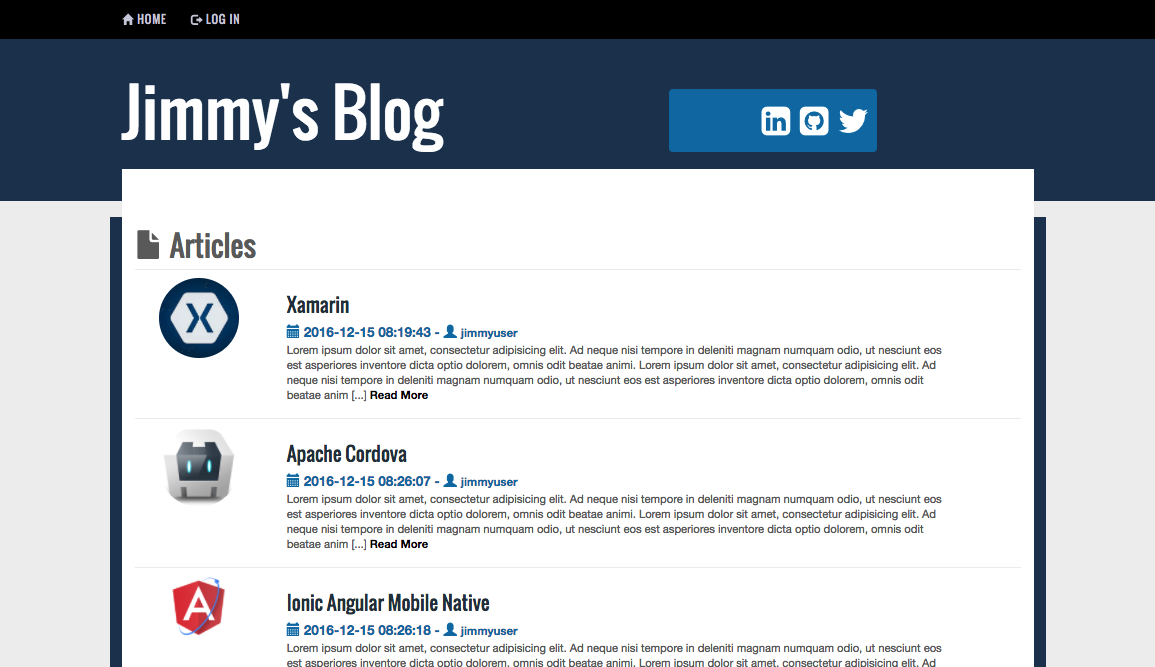 HOME LOG IN
Jimmy's Blog
in
Articles
X
Xamarin
2016-12-15 08:19:43 - jimmyuser
Lorem ipsum dolor sit amet, consectetur adipisicing elit. Ad neque nisi tempore in deleniti magnam numquam odio, ut nesciunt eos
est asperiores inventore dicta optio dolorem, omnis odit beatae animi. Lorem ipsum dolor sit amet, consectetur adipisicing elit. Ad
neque nisi tempore in deleniti magnam numquam odio, ut nesciunt eos est asperiores inventore dicta optio dolorem, omnis odit
beatae anim [...] Read More
Apache Cordova
2016-12-15 08:26:07 - jimmyuser
Lorem ipsum dolor sit amet, consectetur adipisicing elit. Ad neque nisi tempore in deleniti magnam numquam odio, ut nesciunt eos
est asperiores inventore dicta optio dolorem, omnis odit beatae animi. Lorem ipsum dolor sit amet, consectetur adipisicing elit. Ad
neque nisi tempore in deleniti magnam numquam odio, ut nesciunt eos est asperiores inventore dicta optio dolorem, omnis odit
beatae anim [...] Read More
A
Ionic Angular Mobile Native
2016-12-15 08:26:18 - jimmyuser
Lorem ipsum dolor sit amet, consectetur adipisicing elit. Ad neque nisi tempore in deleniti magnam numquam odio, ut nesciunt eos
est asperiores inventore dicta optio dolorem, omnis odit beatae animi. Lorem ipsum dolor sit amet, consectetur adipisicing elit. Ad